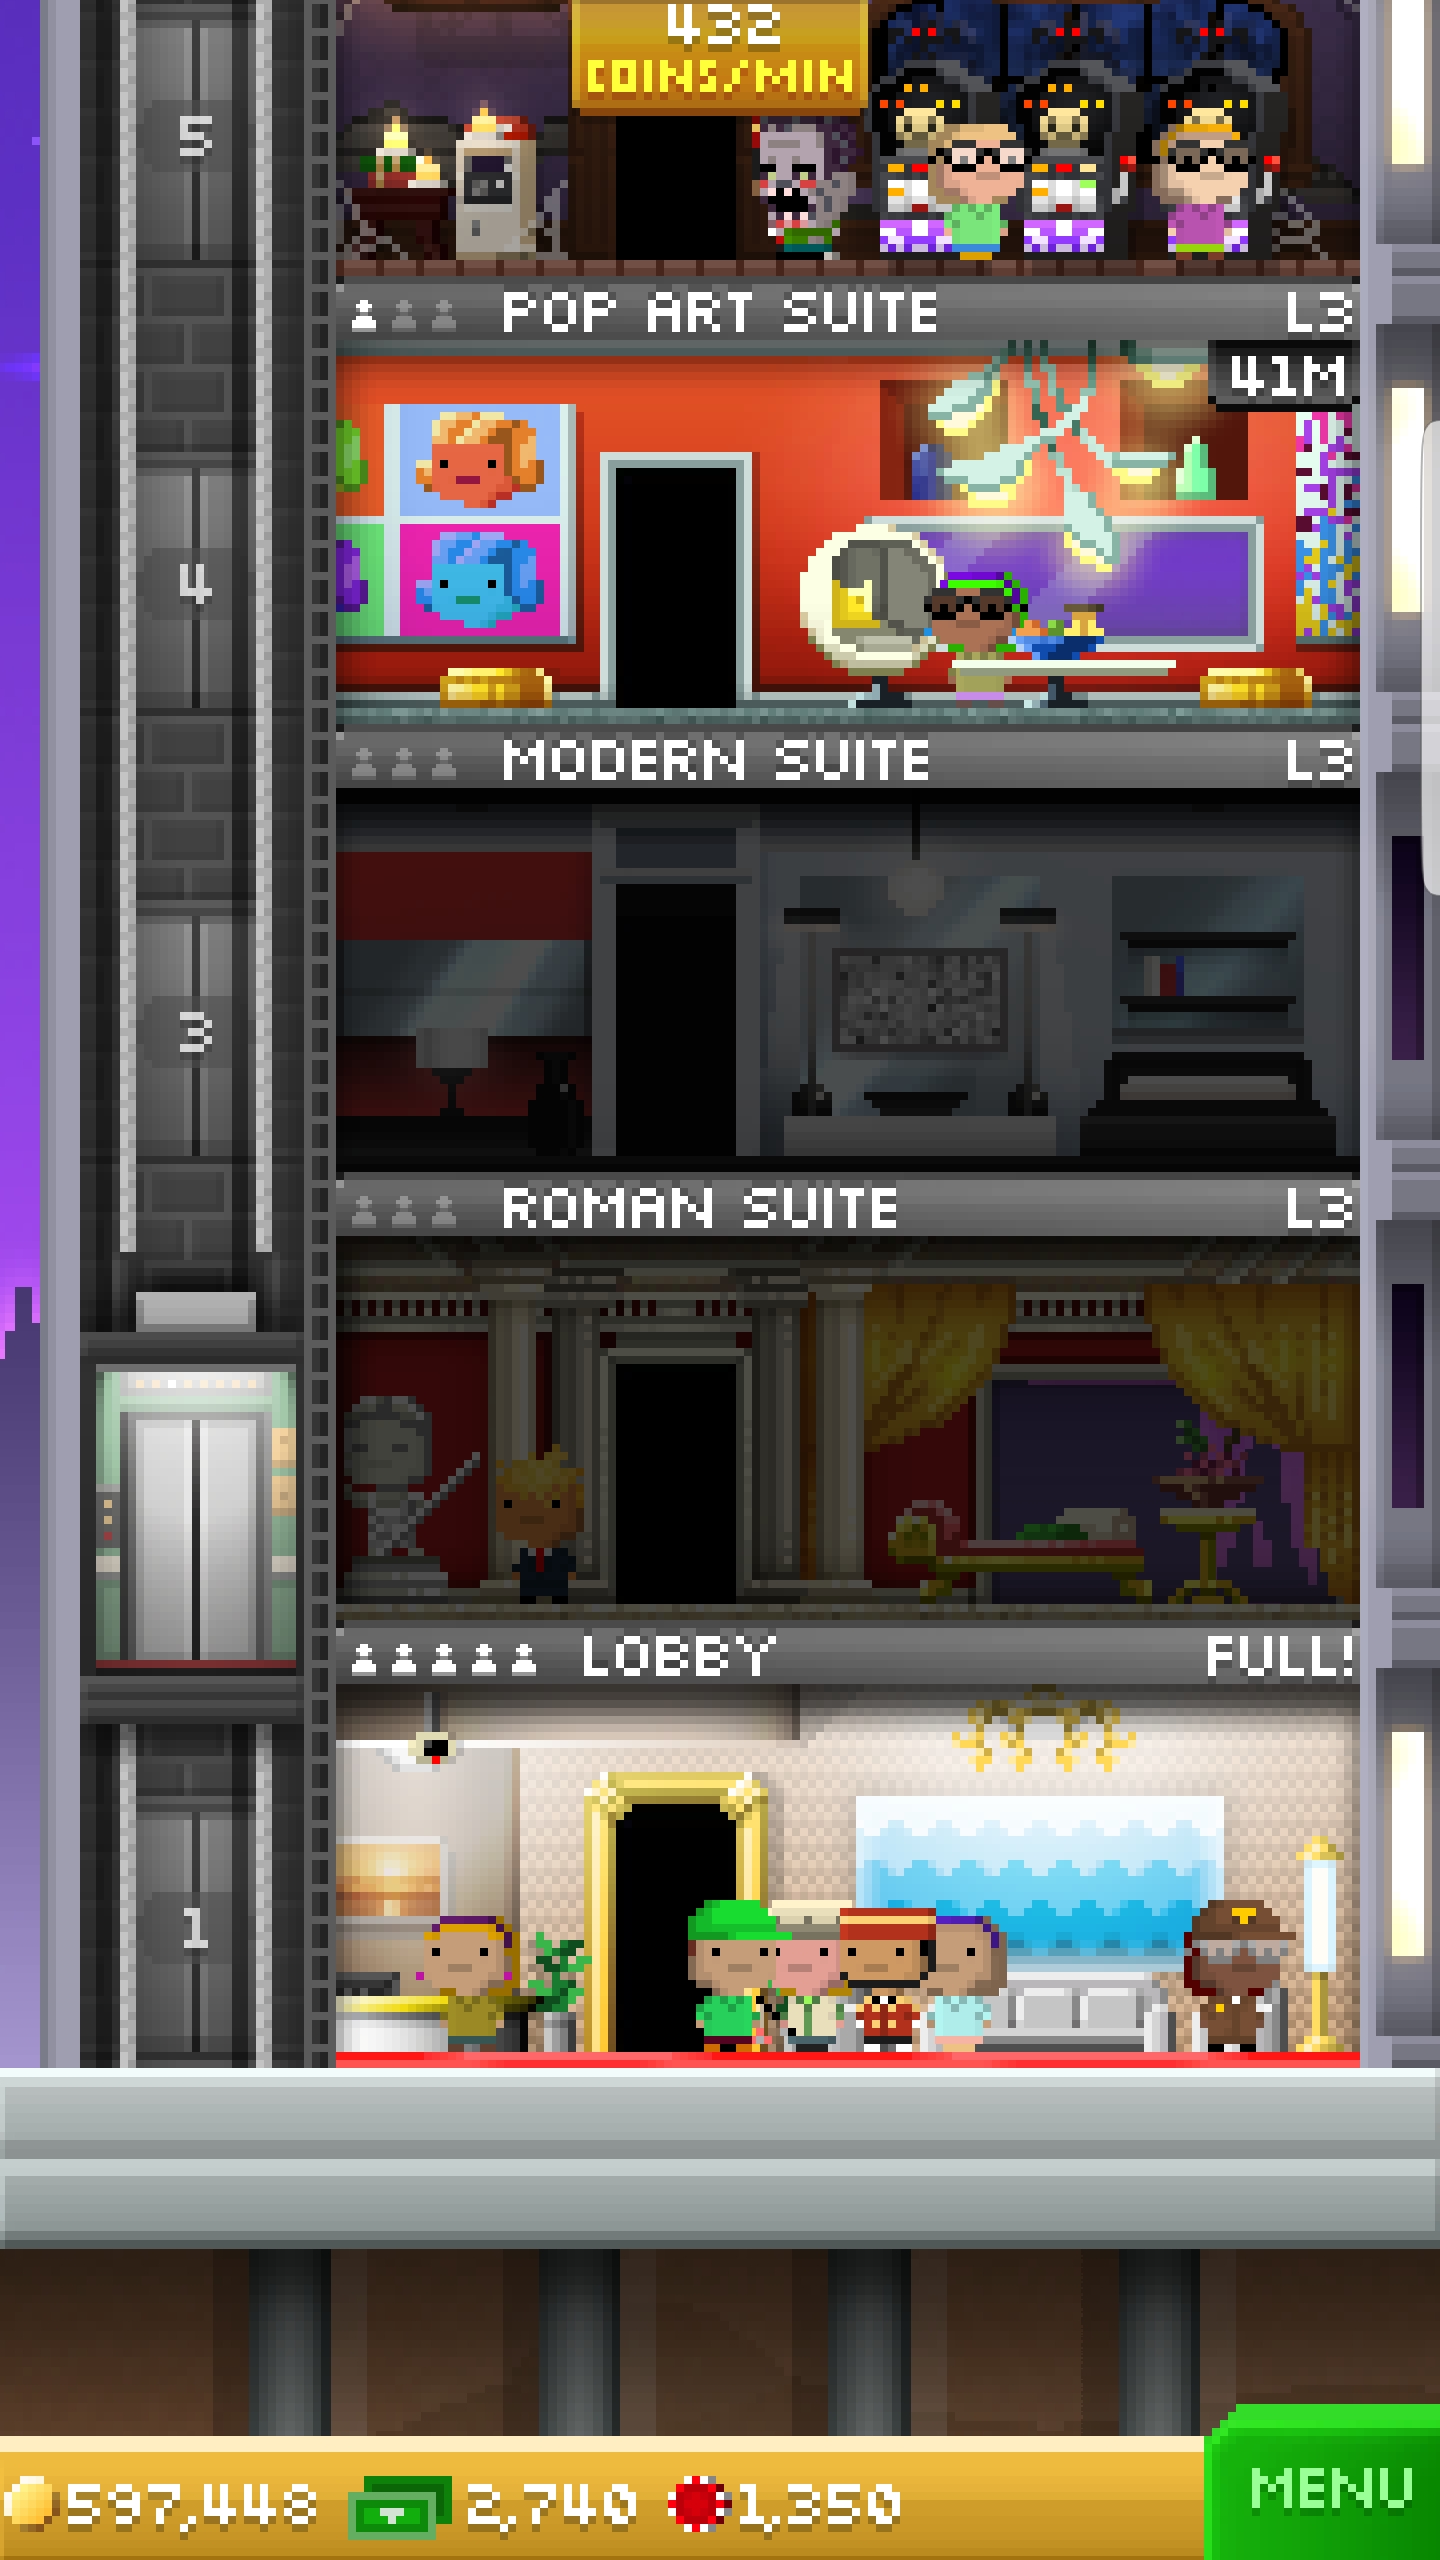 432
COINS/MIN
5
POP ART SUITE L3
41M
4
MODERN SUITE L3
3
ROMAN SUITE L3
LOBBY FULL!
1
597,448 2,740 1,350 MENU